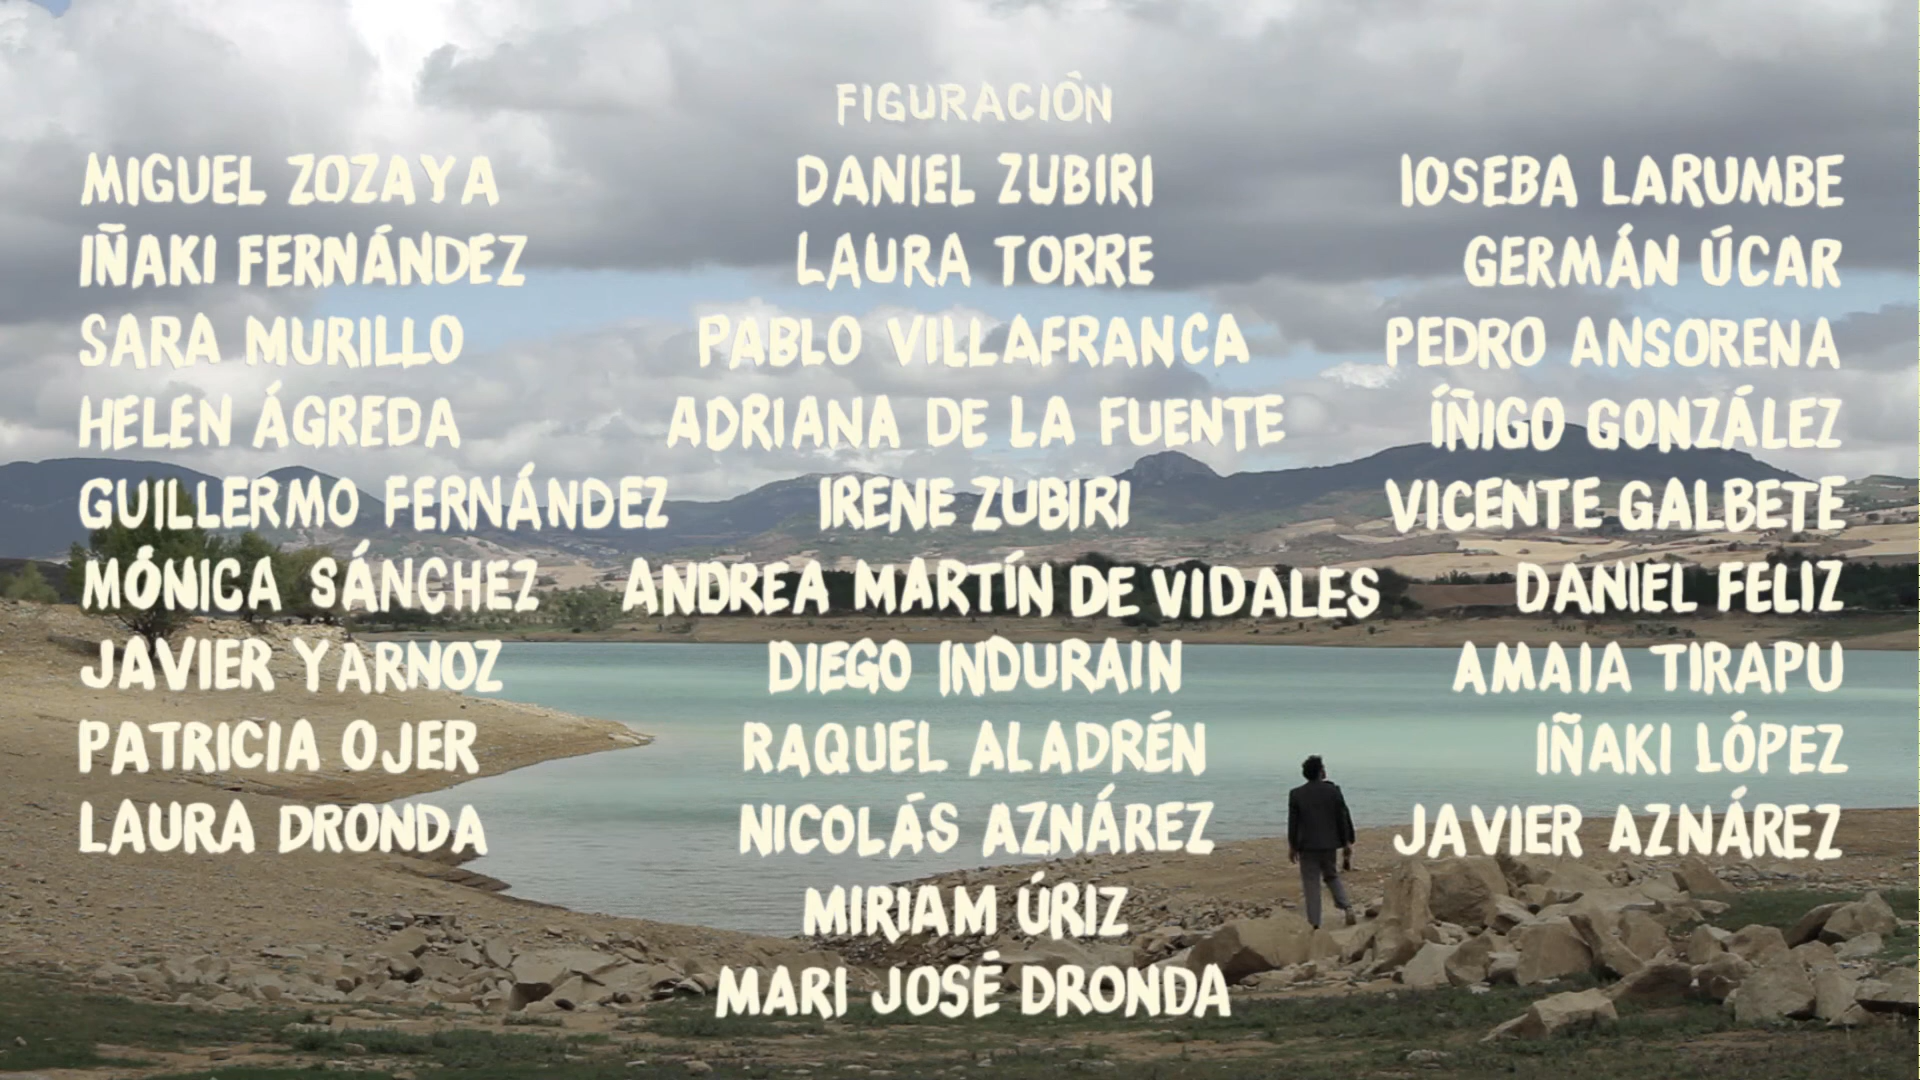 FIGURACIÓN
MIGUEL ZOZAYA
IÑAKI FERNÁNDEZ
SARA MURILLO
HELEN ÁGREDA
GUILLERMO FERNÁNDEZ
MÓNICA SÁNCHEZ
JAVIER YARNOZ
PATRICIA OJER
LAURA DRONDA
DANIEL ZUBIRI
LAURA TORRE
PABLO VILLAFRANCA
ADRIANA DE LA FUENTE
IRENE ZUBIRI
ANDREA MARTÍN DE VIDALES
DIEGO INDURAIN
RAQUEL ALADRÉN
NICOLÁS AZNÁREZ
MIRIAM ÚRIZ
MARI JOSÉ DRONDA
IOSEBA LARUMBE
GERMÁN ÚCAR
PEDRO ANSORENA
ÍÑIGO GONZÁLEZ
VICENTE GALBETE
DANIEL FELIZ
AMAIA TIRAPU
IÑAKI LÓPEZ
JAVIER AZNÁREZ